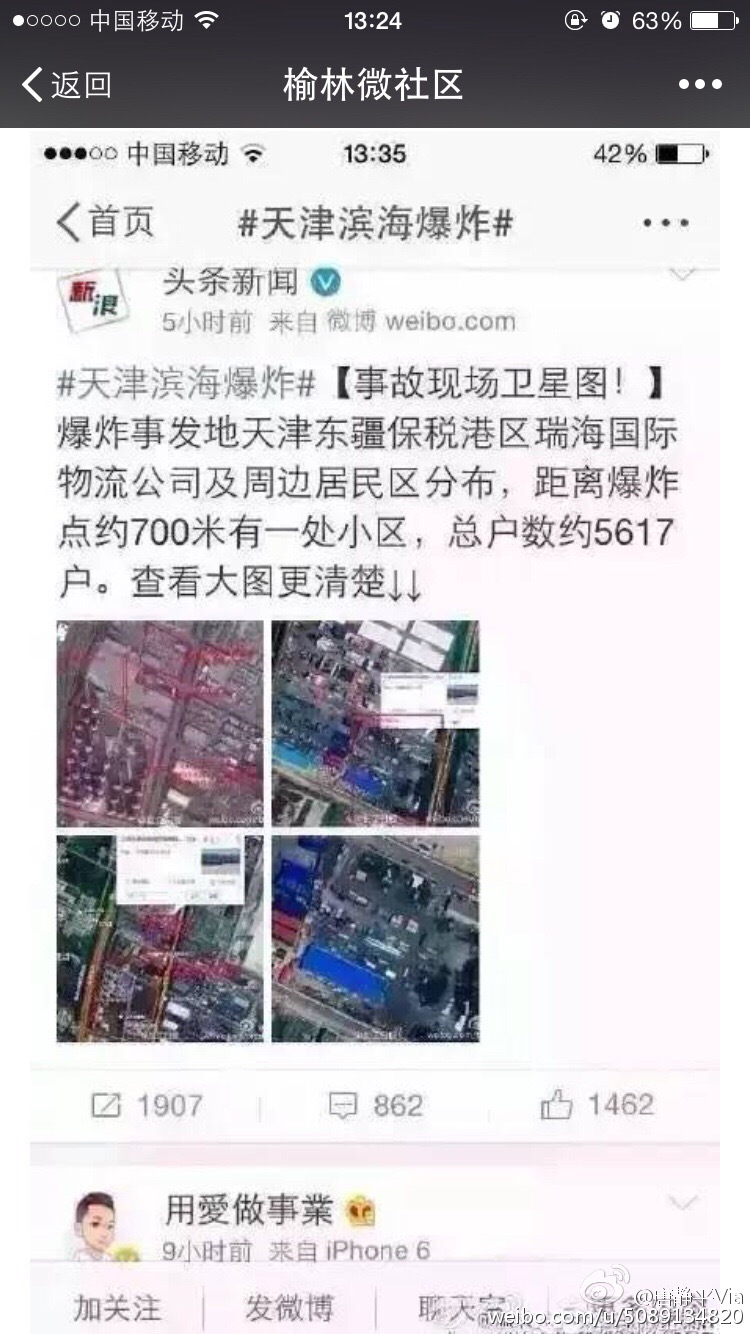 中国移动 13:24 63%
返回 榆林微社区
中国移动 13:35 42%
首页 #天津滨海爆炸#
新浪
头条新闻
5小时前 来自 微博 weibo.com
#天津滨海爆炸#【事故现场卫星图！】
爆炸事发地天津东疆保税港区瑞海国际
物流公司及周边居民区分布，距离爆炸
点约700米有一处小区，总户数约5617
户。查看大图更清楚↓↓
1907 862 1462
用愛做事業
9小时前 来自 iPhone 6
加关注 发微博 聊天室
weibo.com/u/5089134820